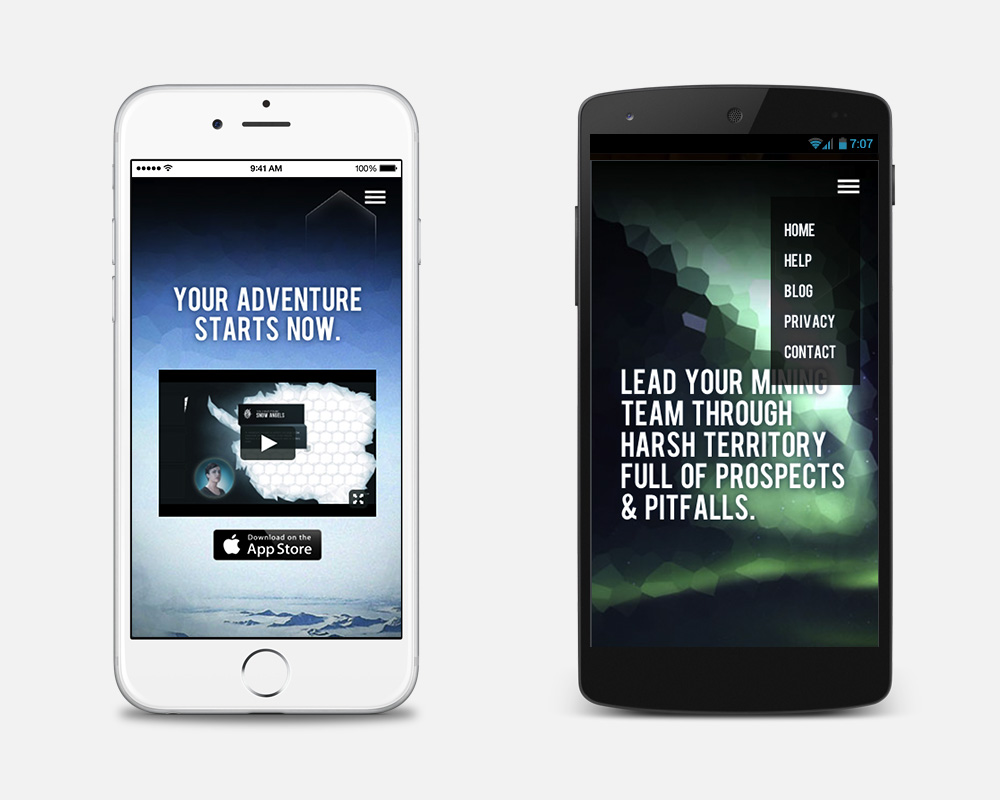 9:41 AM
100%
YOUR ADVENTURE
STARTS NOW.
SNOW ANGELS
Download on the
App Store
7:07
HOME
HELP
BLOG
PRIVACY
CONTACT
LEAD YOUR MINING
TEAM THROUGH
HARSH TERRITORY
FULL OF PROSPECTS
& PITFALLS.